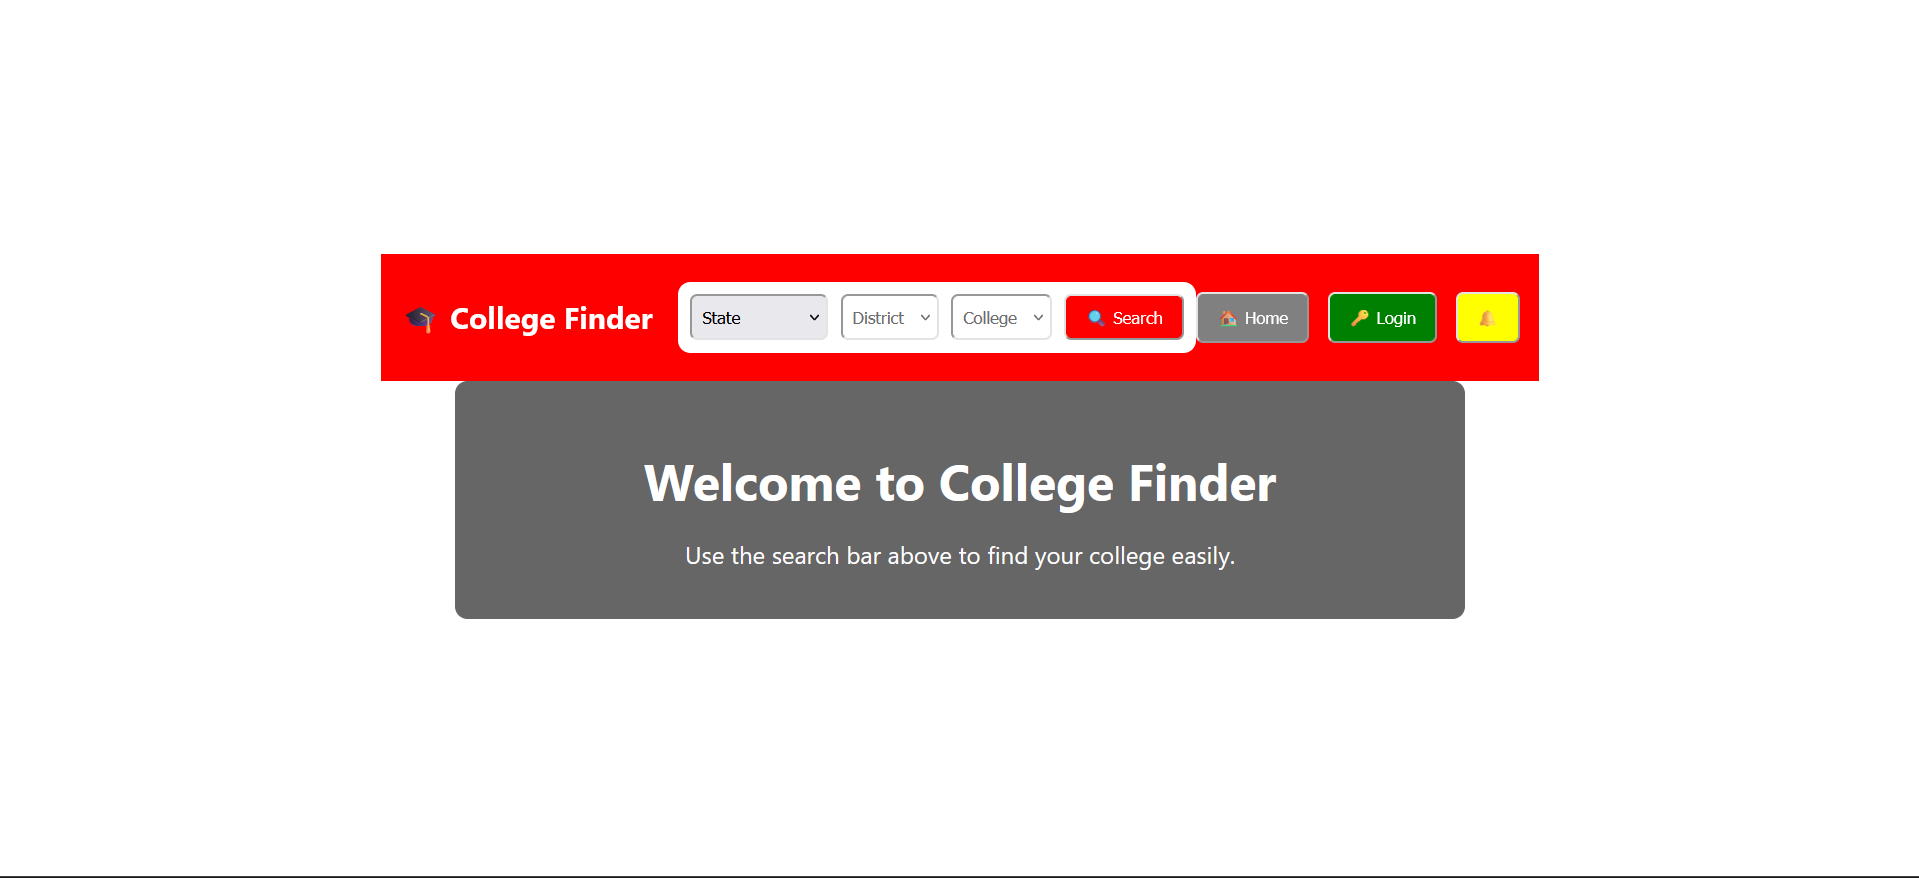 🎓 College Finder State District College 🔍 Search 🏠 Home 🔑 Login 🔔
Welcome to College Finder
Use the search bar above to find your college easily.